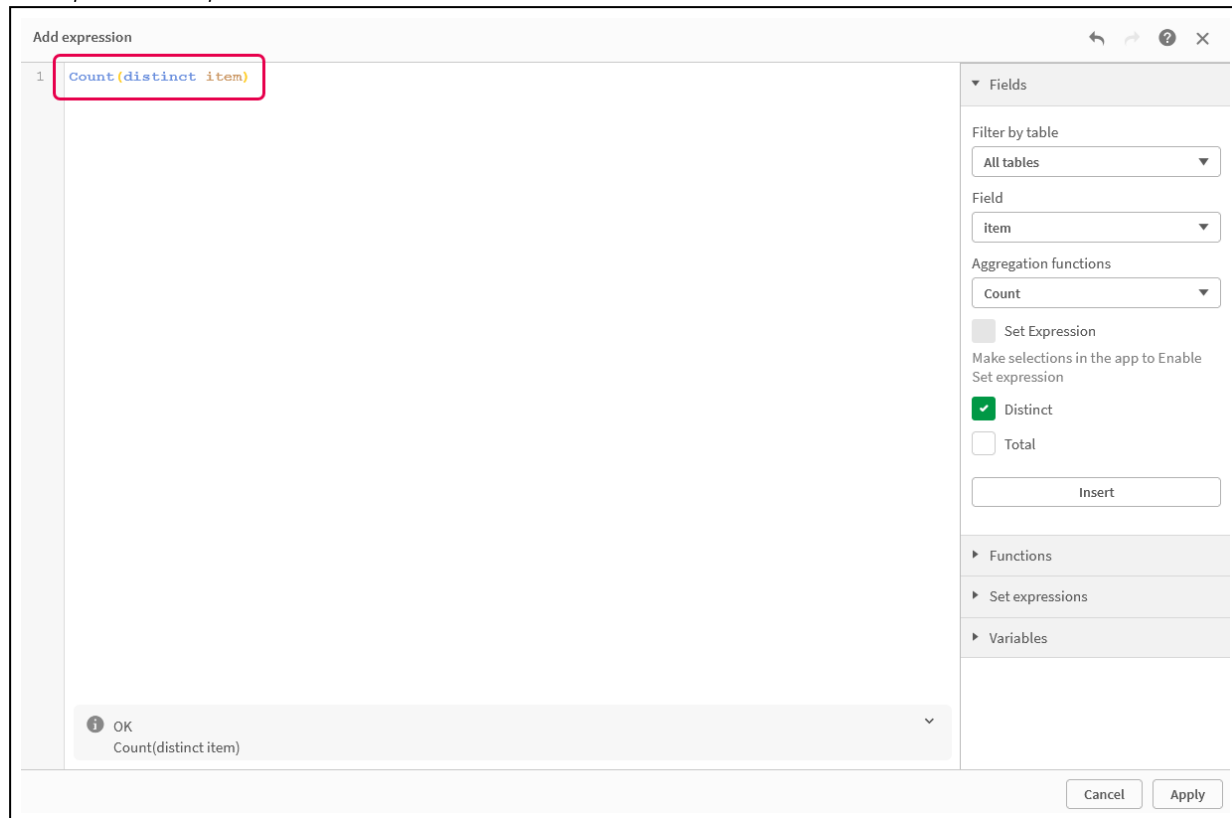 Add expression
1 Count(distinct item)
Fields
Filter by table
All tables
Field
item
Aggregation functions
Count
Set Expression
Make selections in the app to Enable
Set expression
Distinct
Total
Insert
Functions
Set expressions
Variables
OK
Count(distinct item)
Cancel Apply